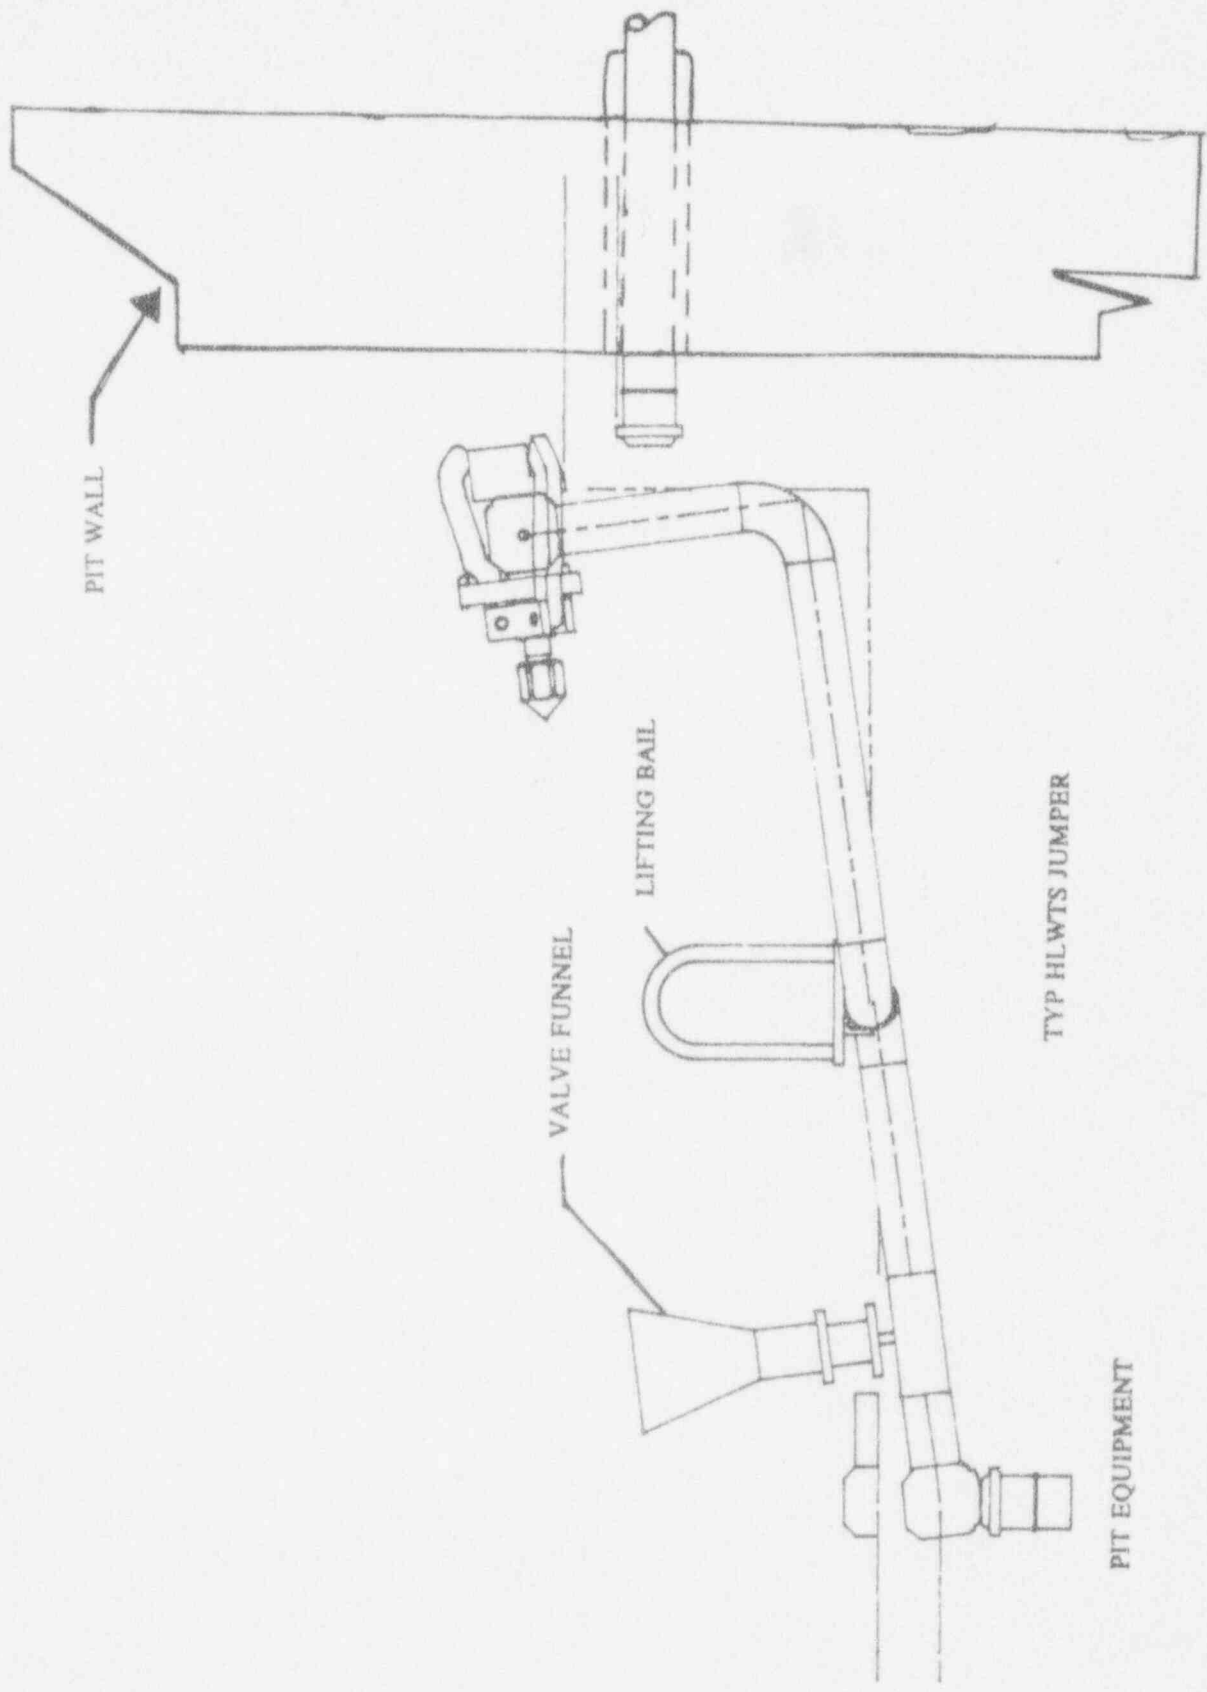 PIT WALL
LIFTING BAIL
VALVE FUNNEL
TYP HLWTS JUMPER
PIT EQUIPMENT